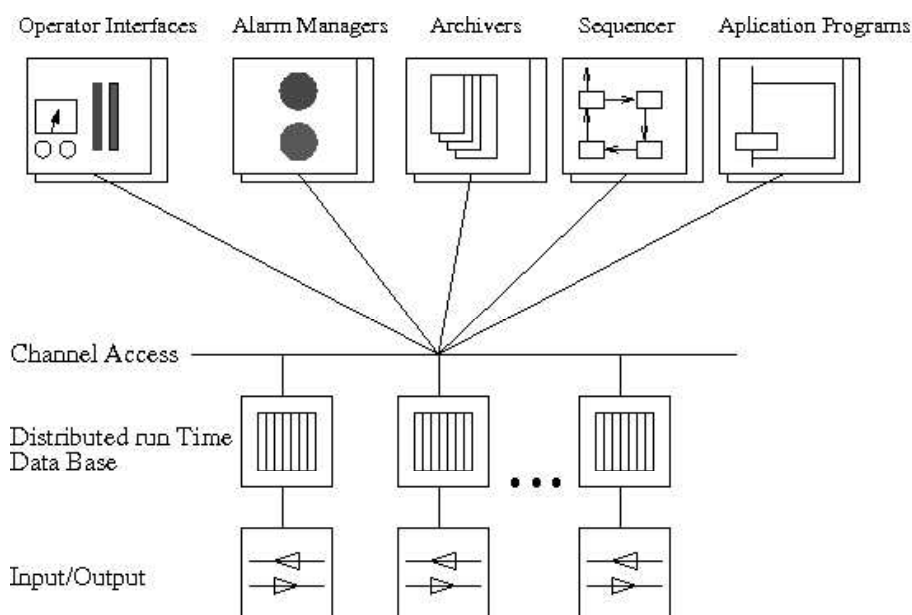 Operator Interfaces
Alarm Managers
Archivers
Sequencer
Aplication Programs
Channel Access
Distributed run Time
Data Base
Input/Output